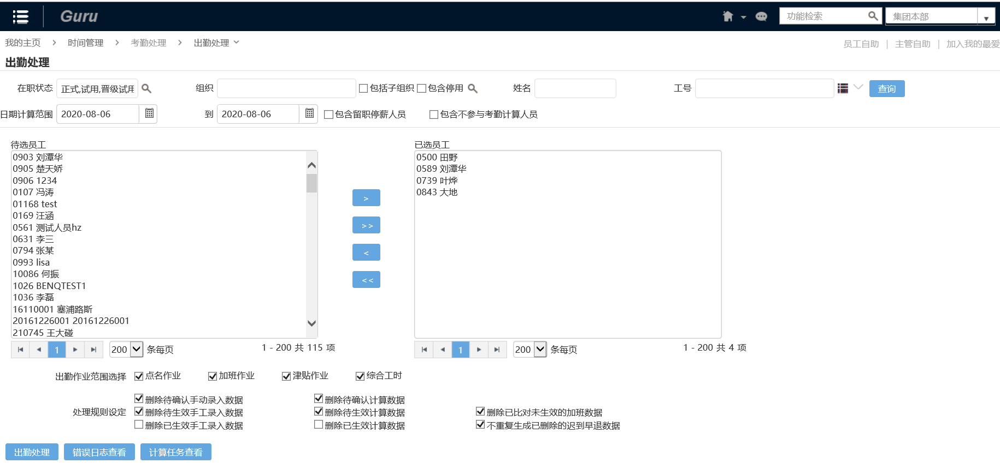 Guru 功能检索 集团本部
我的主页 > 时间管理 > 考勤处理 > 出勤处理
员工自助 | 主管自助 | 加入我的最爱
出勤处理
在职状态 正式,试用,晋级试用 组织 包括子组织 包含停用 姓名 工号 查询
日期计算范围 2020-08-06 到 2020-08-06 包含留职停薪人员 包含不参与考勤计算人员
待选员工
0903 刘潭华
0905 楚天娇
0906 1234
0107 冯涛
01168 test
0169 汪涵
0561 测试人员hz
0631 李三
0794 张某
0993 lisa
10086 何振
1026 BENQTEST1
1036 李磊
16110001 塞浦路斯
20161226001 20161226001
210745 王大碰
1 200 条每页 1 - 200 共 115 项
>
>>
<
<<
已选员工
0500 田野
0589 刘潭华
0739 叶烨
0843 大地
1 200 条每页 1 - 200 共 4 项
出勤作业范围选择 点名作业 加班作业 津贴作业 综合工时
处理规则设定
删除待确认手动录入数据 删除待确认计算数据
删除待生效手工录入数据 删除待生效计算数据 删除已比对未生效的加班数据
删除已生效手工录入数据 删除已生效计算数据 不重复生成已删除的迟到早退数据
出勤处理 错误日志查看 计算任务查看